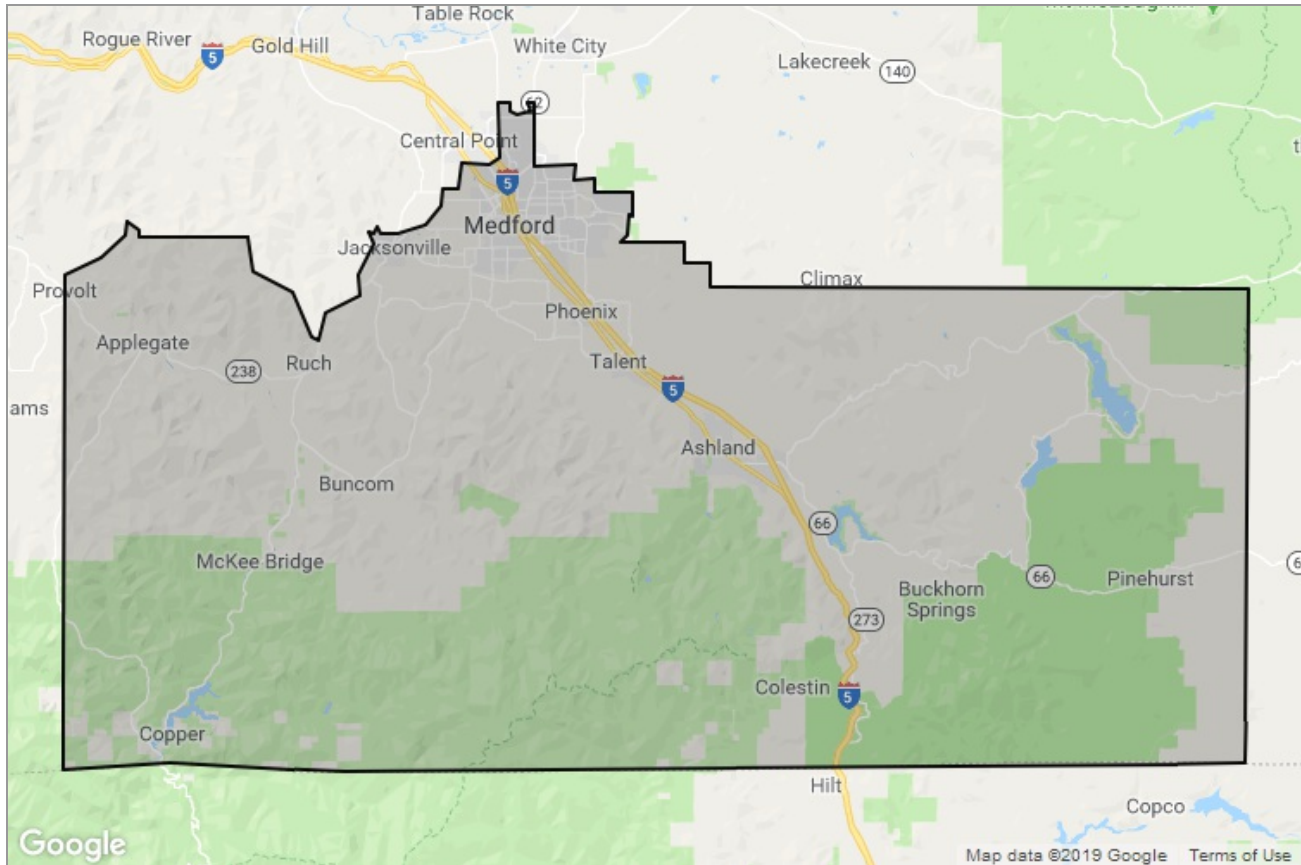 Table Rock
Rogue River
Gold Hill
White City
5
Lakecreek
140
62
Central Point
t
5
Medford
Jacksonville
Climax
Provolt
Phoenix
Applegate
Ruch
Talent
238
5
ams
Ashland
Buncom
66
McKee Bridge
6
66
Pinehurst
Buckhorn
Springs
273
Colestin
5
Copper
Hilt
Copco
Google
Map data ©2019 Google Terms of Use